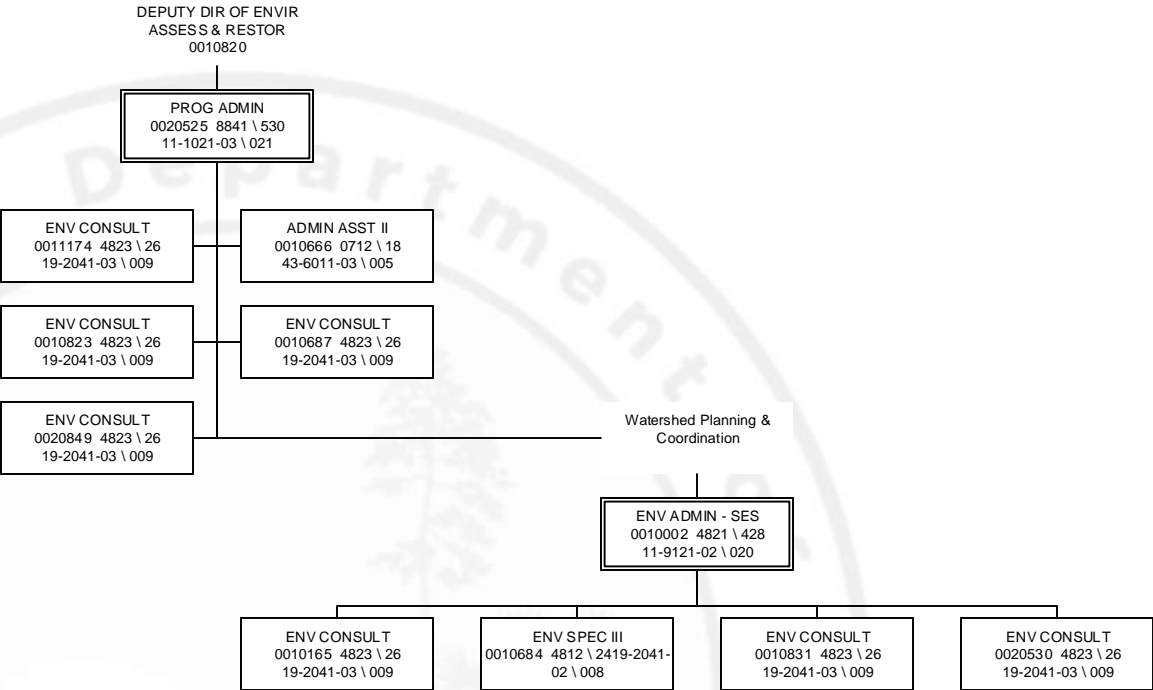 DEPUTY DIR OF ENVIR
ASSESS & RESTOR
0010820
PROG ADMIN
0020525 8841 \ 530
11-1021-03 \ 021
ENV CONSULT
0011174 4823 \ 26
19-2041-03 \ 009
ADMIN ASST II
0010666 0712 \ 18
43-6011-03 \ 005
ENV CONSULT
0010823 4823 \ 26
19-2041-03 \ 009
ENV CONSULT
0010687 4823 \ 26
19-2041-03 \ 009
ENV CONSULT
0020849 4823 \ 26
19-2041-03 \ 009
Watershed Planning &
Coordination
ENV ADMIN - SES
0010002 4821 \ 428
11-9121-02 \ 020
ENV CONSULT
0010165 4823 \ 26
19-2041-03 \ 009
ENV SPEC III
0010684 4812 \ 2419-2041-
02 \ 008
ENV CONSULT
0010831 4823 \ 26
19-2041-03 \ 009
ENV CONSULT
0020530 4823 \ 26
19-2041-03 \ 009
Department